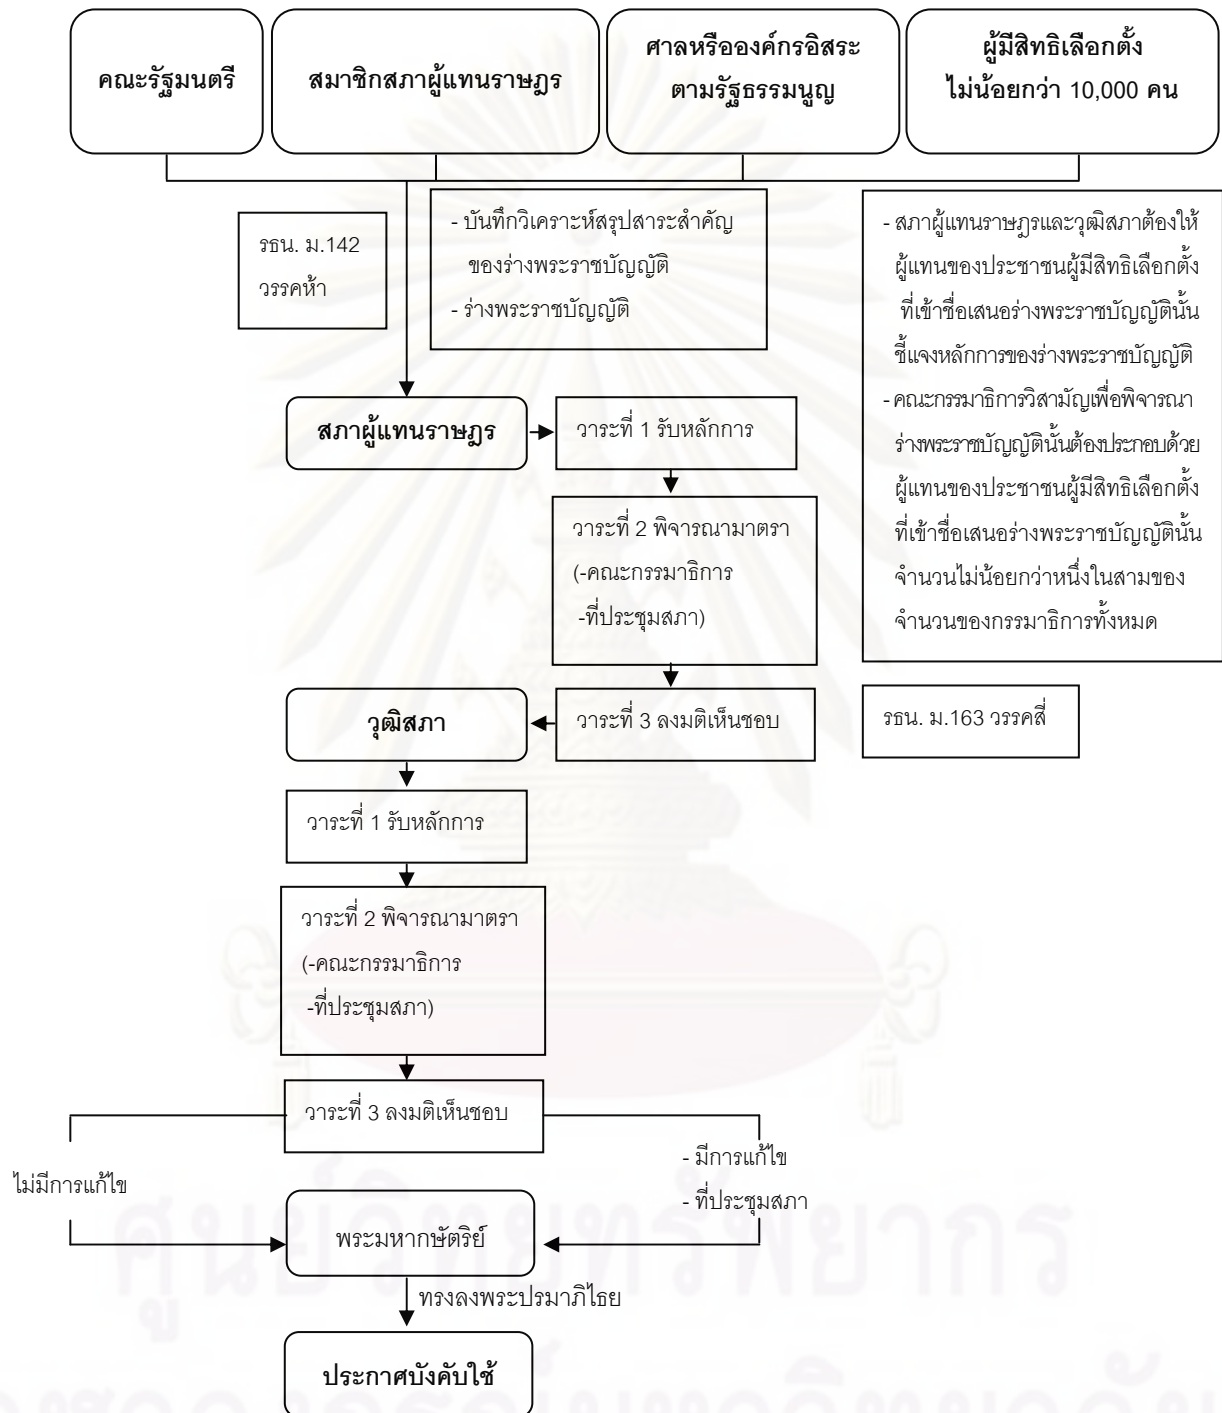 คณะรัฐมนตรี
สมาชิกสภาผู้แทนราษฎร
ศาลหรือองค์กรอิสระ
ตามรัฐธรรมนูญ
ผู้มีสิทธิเลือกตั้ง
ไม่น้อยกว่า 10,000 คน
รธน. ม.142
วรรคห้า
- บันทึกวิเคราะห์สรุปสาระสำคัญ
ของร่างพระราชบัญญัติ
- ร่างพระราชบัญญัติ
- สภาผู้แทนราษฎรและวุฒิสภาต้องให้
ผู้แทนของประชาชนผู้มีสิทธิเลือกตั้ง
ที่เข้าชื่อเสนอร่างพระราชบัญญัตินั้น
ชี้แจงหลักการของร่างพระราชบัญญัติ
- คณะกรรมาธิการวิสามัญเพื่อพิจารณา
ร่างพระราชบัญญัตินั้นต้องประกอบด้วย
ผู้แทนของประชาชนผู้มีสิทธิเลือกตั้ง
ที่เข้าชื่อเสนอร่างพระราชบัญญัตินั้น
จำนวนไม่น้อยกว่าหนึ่งในสามของ
จำนวนของกรรมาธิการทั้งหมด
สภาผู้แทนราษฎร
วาระที่ 1 รับหลักการ
วาระที่ 2 พิจารณามาตรา
(-คณะกรรมาธิการ
-ที่ประชุมสภา)
วุฒิสภา
วาระที่ 3 ลงมติเห็นชอบ
รธน. ม.163 วรรคสี่
วาระที่ 1 รับหลักการ
วาระที่ 2 พิจารณามาตรา
(-คณะกรรมาธิการ
-ที่ประชุมสภา)
วาระที่ 3 ลงมติเห็นชอบ
ไม่มีการแก้ไข
- มีการแก้ไข
- ที่ประชุมสภา
พระมหากษัตริย์
ทรงลงพระปรมาภิไธย
ประกาศบังคับใช้
ศูนย์วิทยทรัพยากร
จุฬาลงกรณ์มหาวิทยาลัย